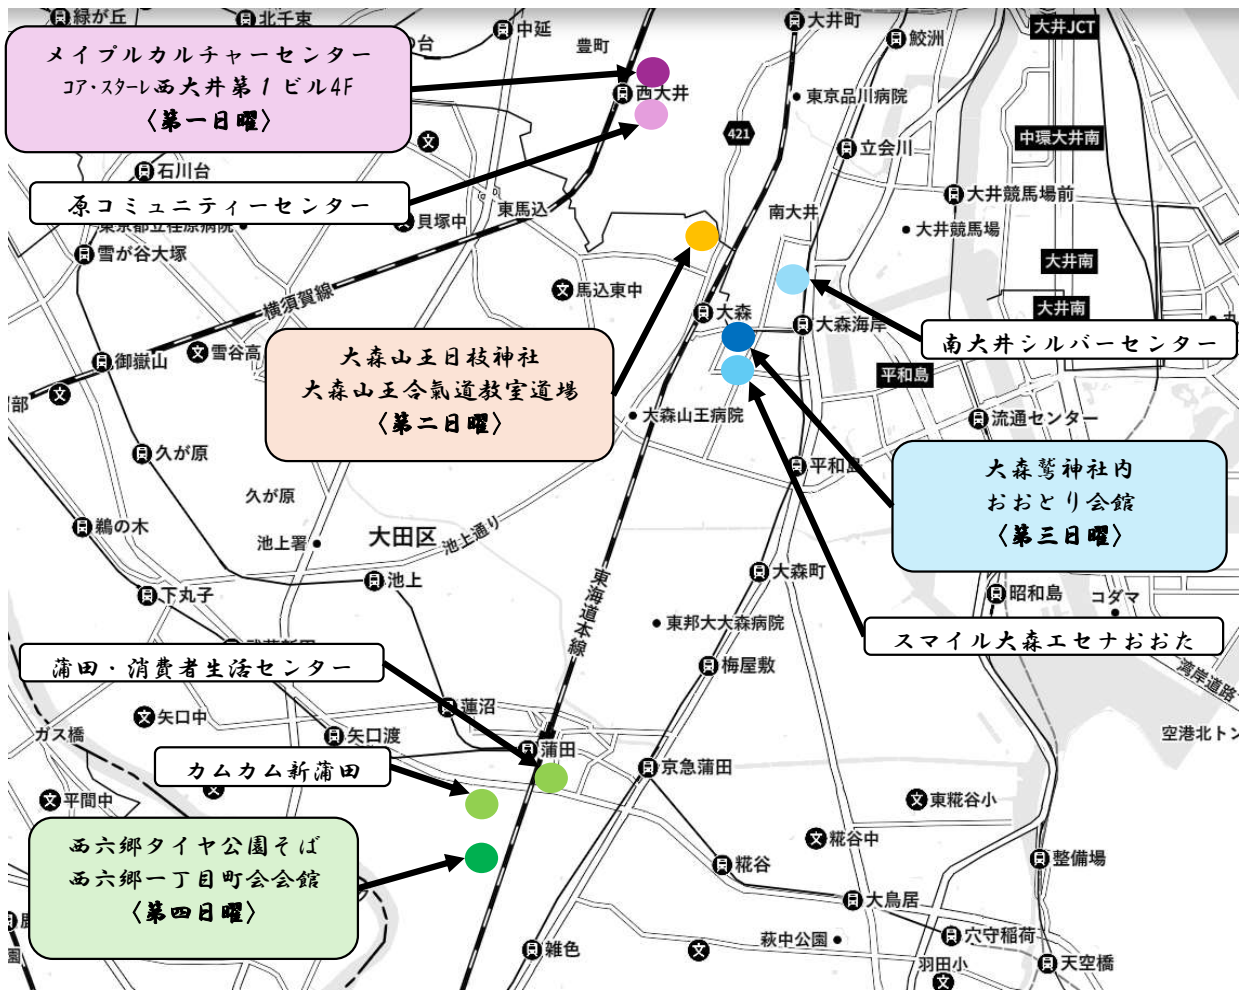 緑が丘
北千束
の台
中延
豊町
大井町
鮫洲
大井JCT
メイプルカルチャーセンター
コア・スターレ西大井第1ビル4F
〈第一日曜〉
西大井
東京品川病院
421
中環大井南
立会川
石川台
原コミュニティーセンター
東馬込
貝塚中
大井競馬場前
南大井
大井競馬場
東京都立荏原病院
雪が谷大塚
大井南
馬込東中
横須賀線
大井南
大森
大森海岸
南大井シルバーセンター
御嶽山
雪谷高
大森山王日枝神社
大森山王合氣道教室道場
〈第二日曜〉
平和島
大森山王病院
流通センター
久が原
平和島
大森鷲神社内
おおとり会館
〈第三日曜〉
久が原
鵜の木
池上署
大田区
池上通り
東海道本線
大森町
池上
下丸子
昭和島
コダマ
東邦大大森病院
スマイル大森エセナおおた
蒲田・消費者生活センター
梅屋敷
湾岸道路
蓮沼
矢口中
ガス橋
矢口渡
蒲田
空港北トン
カムカム新蒲田
京急蒲田
平間中
東糀谷小
西六郷タイヤ公園そば
西六郷一丁目町会会館
〈第四日曜〉
糀谷中
糀谷
整備場
大鳥居
雑色
萩中公園
穴守稲荷
園
羽田小
天空橋